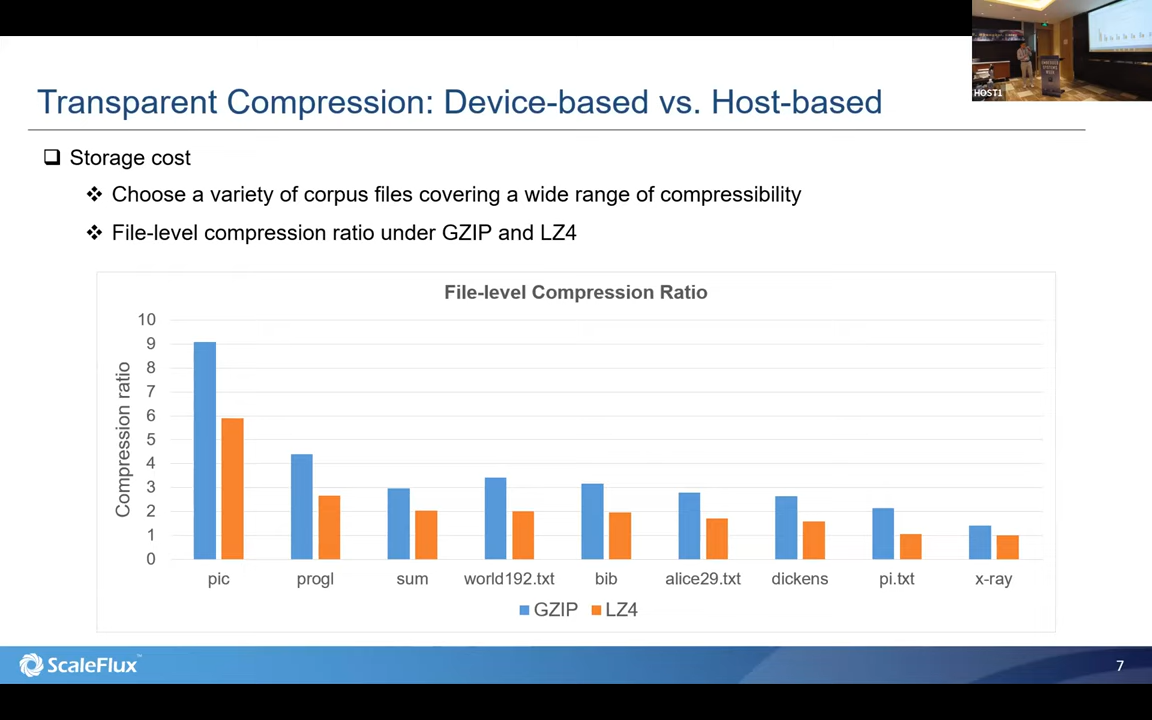 HOST1
Transparent Compression: Device-based vs. Host-based
Storage cost
Choose a variety of corpus files covering a wide range of compressibility
File-level compression ratio under GZIP and LZ4
File-level Compression Ratio
Compression ratio
10
9
8
7
6
5
4
3
2
1
0
pic progl sum world192.txt bib alice29.txt dickens pi.txt x-ray
GZIP LZ4
ScaleFlux™
7